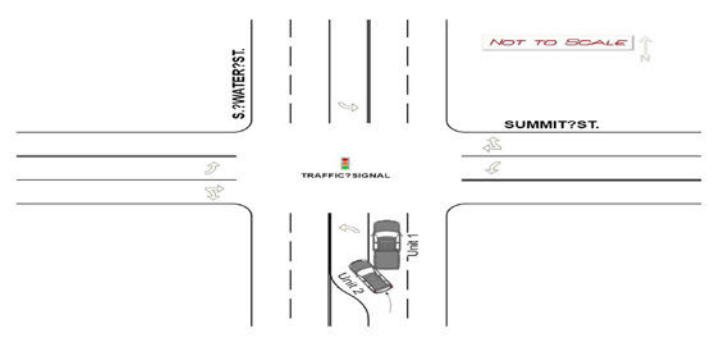 NOT TO SCALE
N
S.?WATER?ST.
SUMMIT?ST.
TRAFFIC?SIGNAL
Unit 1
Unit 2